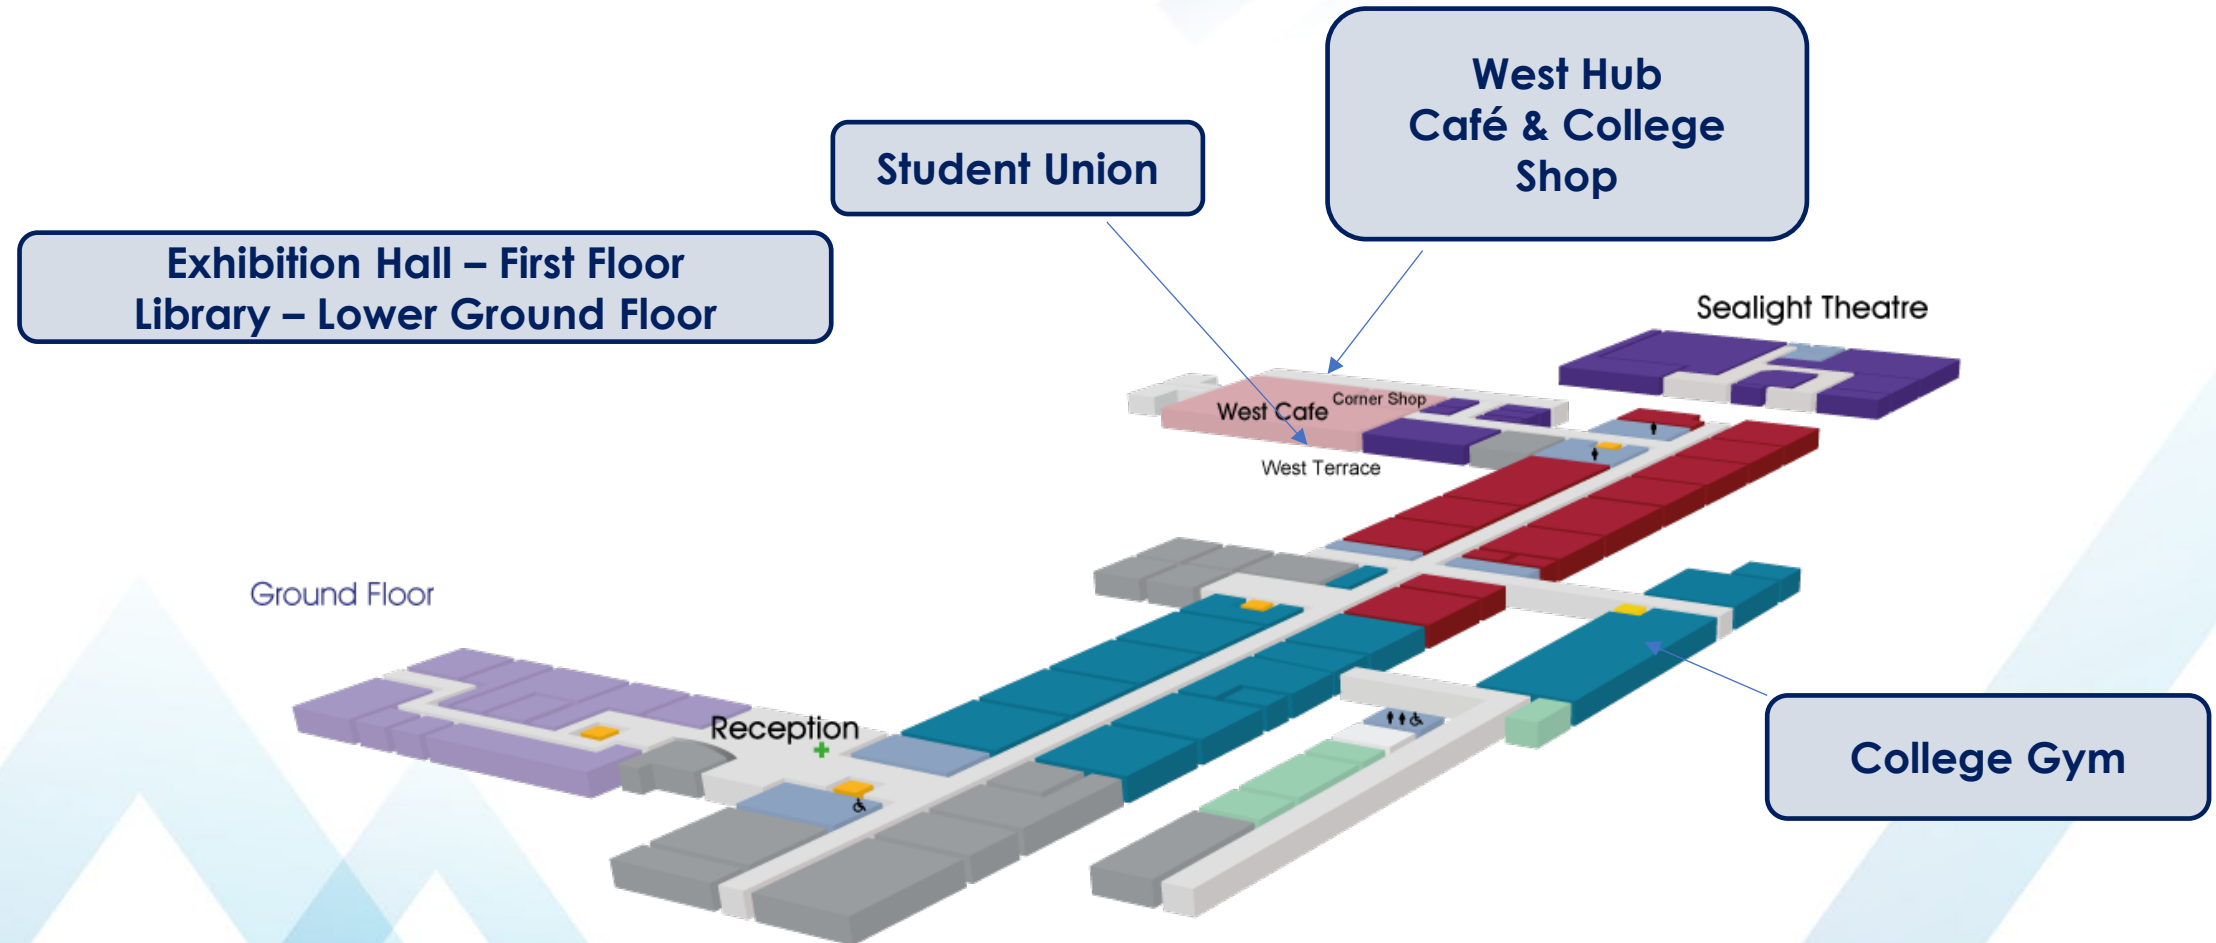 West Hub
Café & College
Shop
Student Union
Exhibition Hall – First Floor
Library – Lower Ground Floor
Sealight Theatre
Corner Shop
West Cafe
West Terrace
Ground Floor
Reception
College Gym